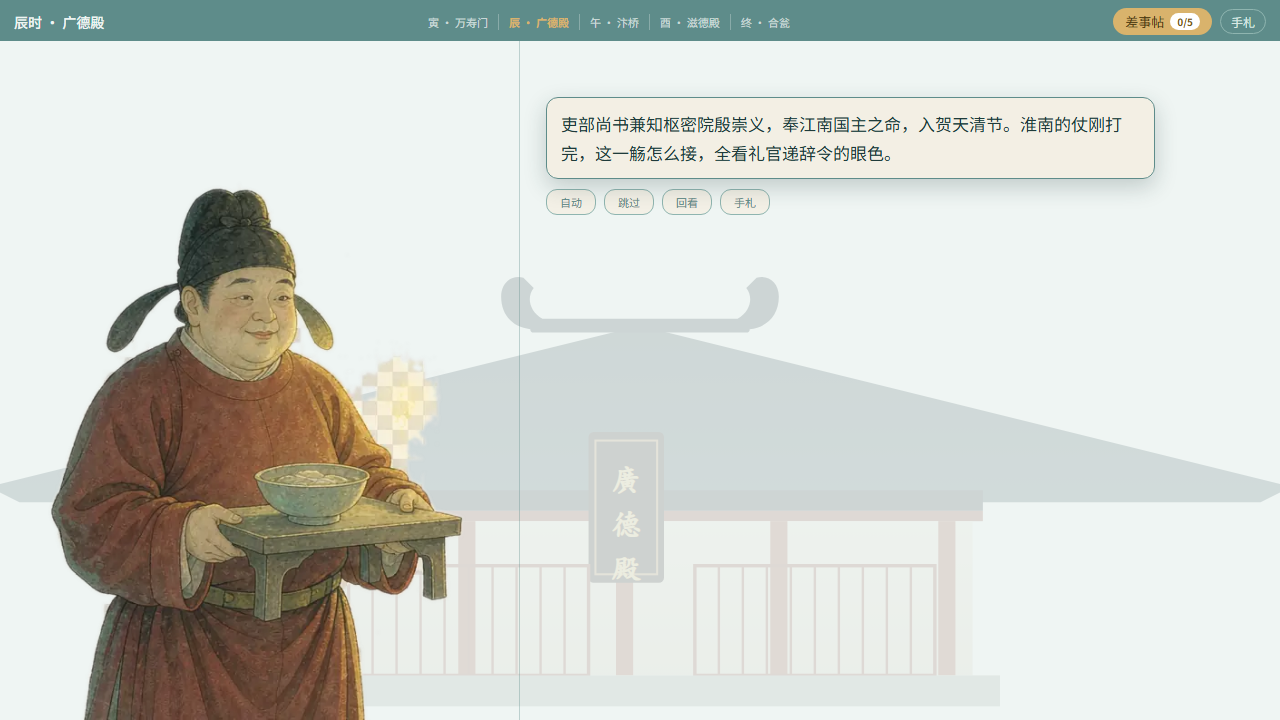 辰时 · 广德殿
寅 · 万寿门
辰 · 广德殿
午 · 汴桥
酉 · 滋德殿
终 · 合瓮
差事帖 0/5
手札
吏部尚书兼知枢密院殷崇义，奉江南国主之命，入贺天清节。淮南的仗刚打
完，这一觞怎么接，全看礼官递辞令的眼色。
自动
跳过
回看
手札
廣
德
殿